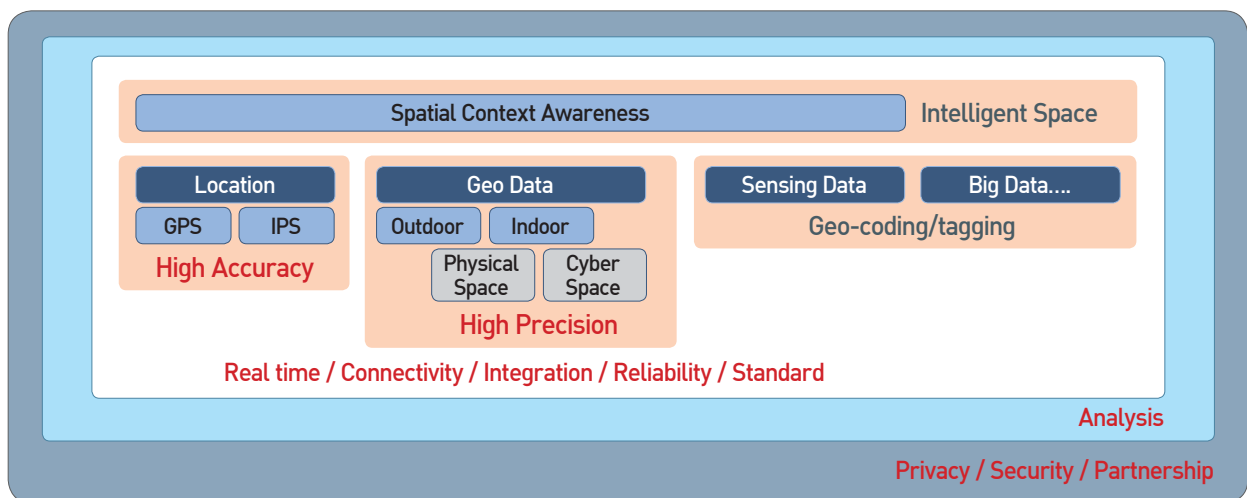 Spatial Context Awareness
Intelligent Space
Location
Geo Data
Sensing Data
Big Data....
GPS
IPS
Outdoor
Indoor
Geo-coding/tagging
High Accuracy
Physical
Space
Cyber
Space
High Precision
Real time / Connectivity / Integration / Reliability / Standard
Analysis
Privacy / Security / Partnership